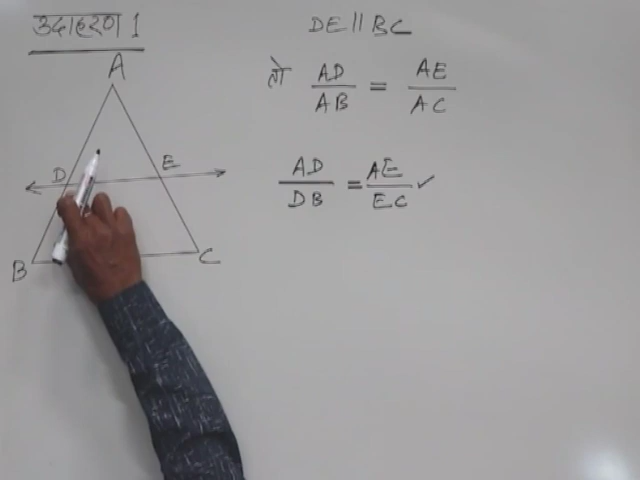 उदाहरण 1
DE || BC
A
तो AD/AB = AE/AC
D E
AD/DB = AE/EC ✓
B C